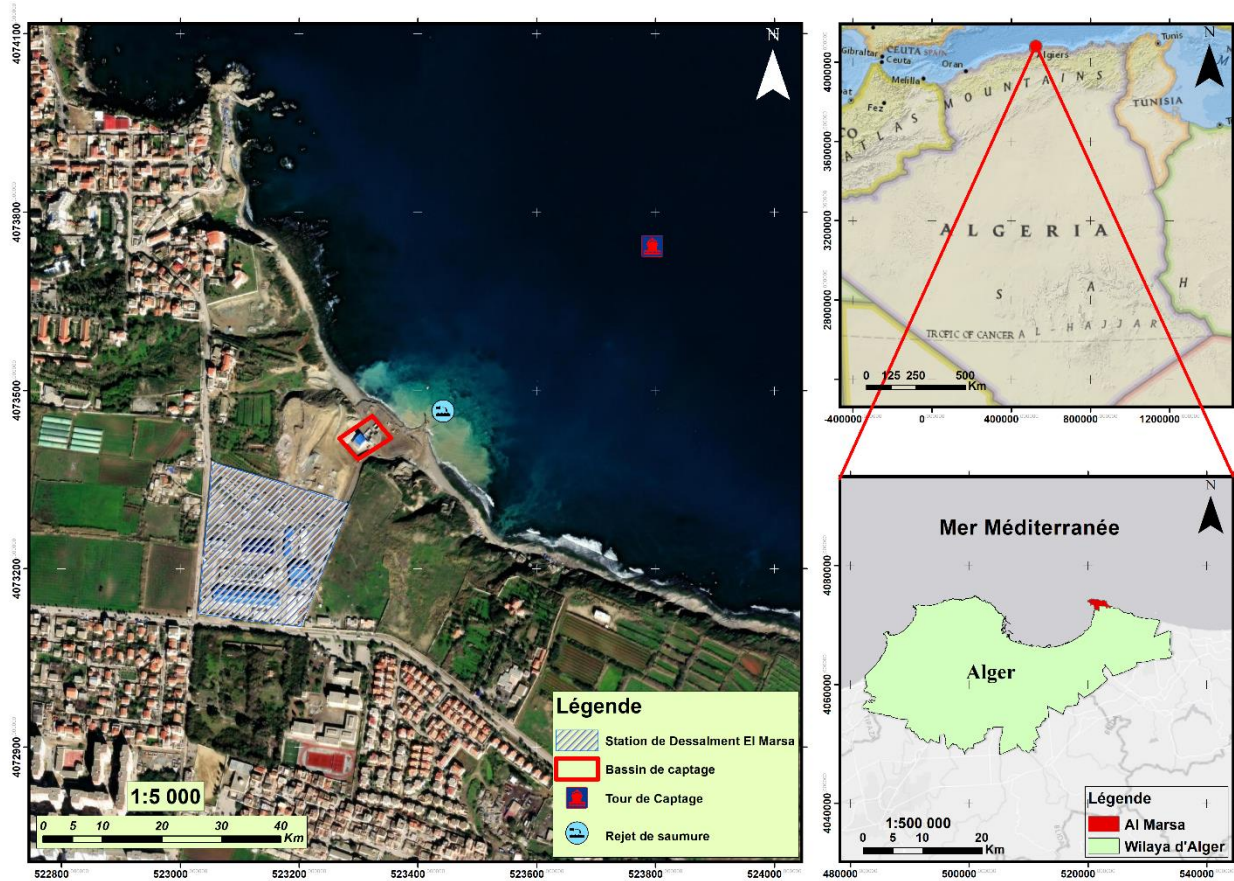 N
4074100
4073800
4073500
4073200
4072900
522800
523000
523200
523400
523600
523800
524000
1:5 000
0 5 10 20 30 40
Km
Légende
Station de Dessalment El Marsa
Bassin de captage
Tour de Captage
Rejet de saumure
N
Gibraltar
CEUTA SPAIN
Ceuta
Melilla
Oran
Algiers
Tunis
Fez
ATLAS MOUNTAINS
TUNISIA
ALGERIA
S A H
TROPIC OF CANCER
AL-HAJJAR
0 125 250 500
Km
4000000
3600000
3200000
2800000
-400000
0
400000
800000
1200000
N
Mer Méditerranée
Alger
4080000
4060000
4040000
480000
500000
520000
540000
1:500 000
0 5 10 20
Km
Légende
Al Marsa
Wilaya d'Alger